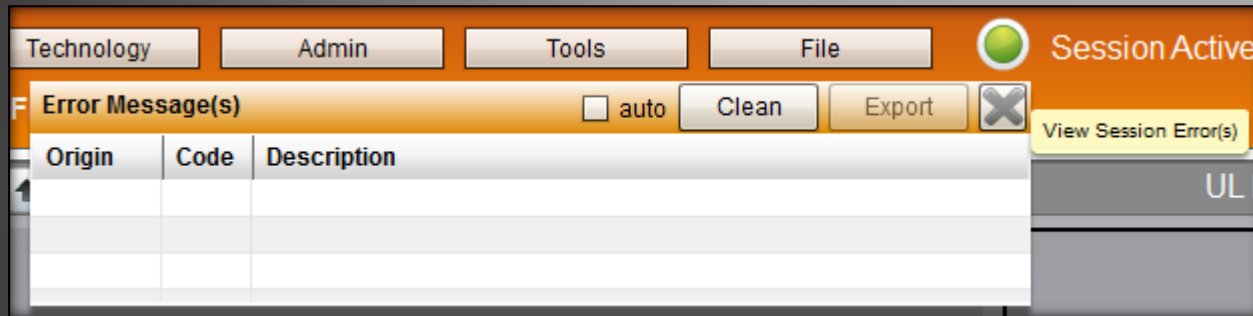 Technology Admin Tools File Session Active
F Error Message(s) auto Clean Export
View Session Error(s)
Origin Code Description
UL